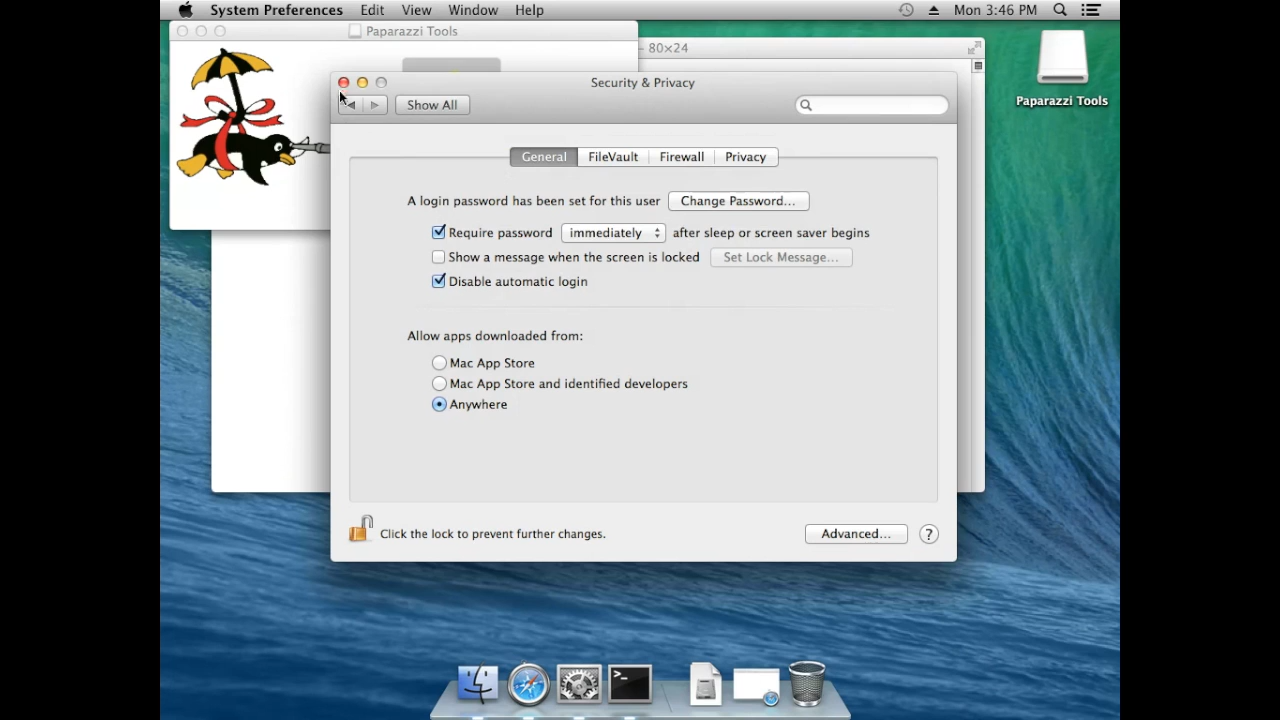 System Preferences Edit View Window Help
Mon 3:46 PM
Paparazzi Tools
80×24
Security & Privacy
Show All
Paparazzi Tools
General FileVault Firewall Privacy
A login password has been set for this user Change Password...
Require password immediately after sleep or screen saver begins
Show a message when the screen is locked Set Lock Message...
Disable automatic login
Allow apps downloaded from:
Mac App Store
Mac App Store and identified developers
Anywhere
Click the lock to prevent further changes. Advanced... ?
>_